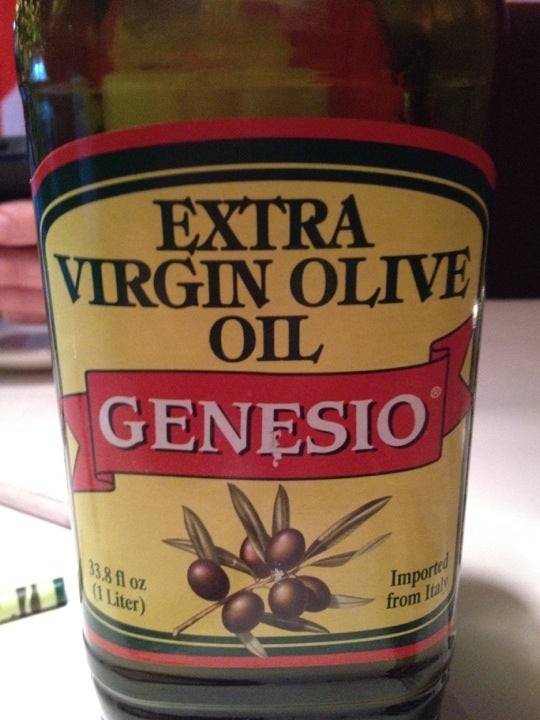 EXTRA
VIRGIN OLIVE
OIL
GENESIO®
33.8 fl oz
(1 Liter)
Imported
from Italy